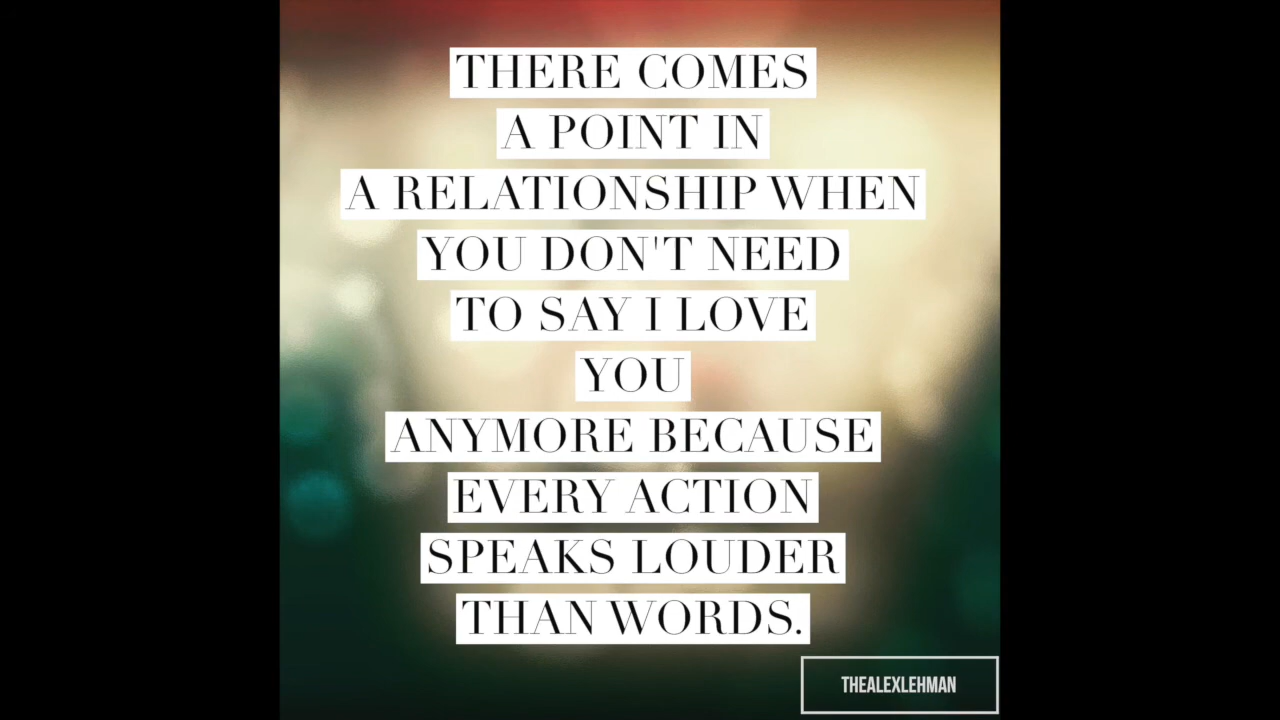 THERE COMES
A POINT IN
A RELATIONSHIP WHEN
YOU DON'T NEED
TO SAY I LOVE
YOU
ANYMORE BECAUSE
EVERY ACTION
SPEAKS LOUDER
THAN WORDS.
THEALEXLEHMAN